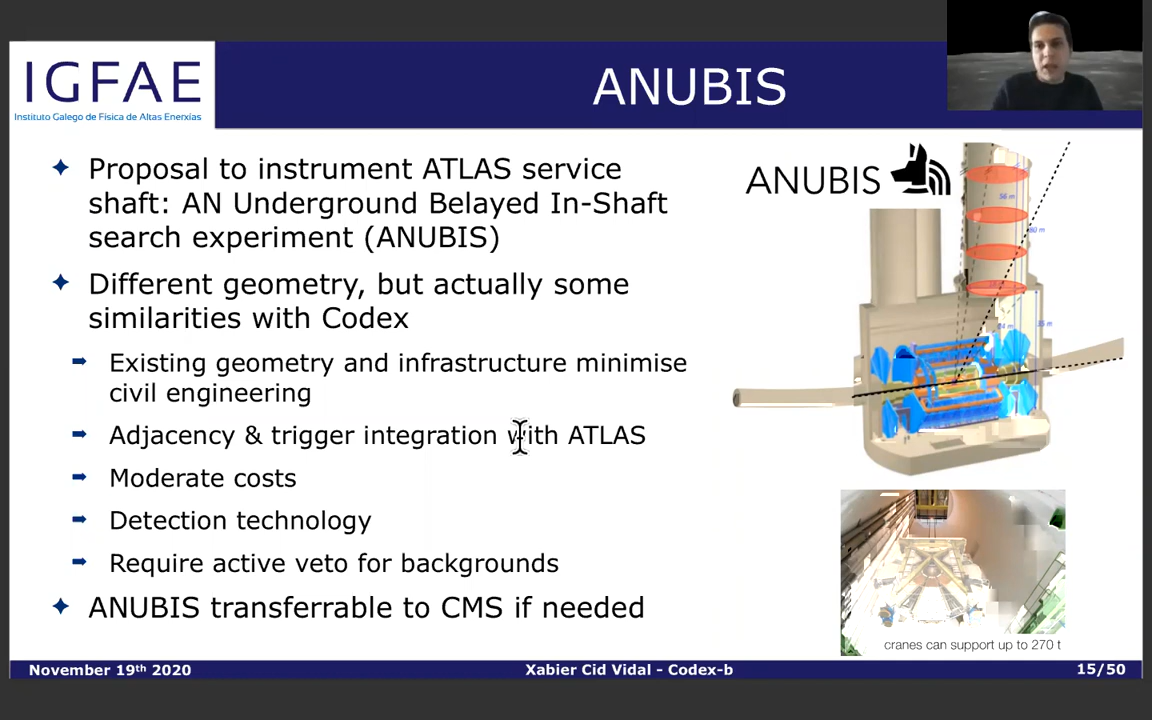 IGFAE
Instituto Galego de Física de Altas Enerxías
ANUBIS
Proposal to instrument ATLAS service
shaft: AN Underground Belayed In-Shaft
search experiment (ANUBIS)
Different geometry, but actually some
similarities with Codex
Existing geometry and infrastructure minimise
civil engineering
Adjacency & trigger integration with ATLAS
Moderate costs
Detection technology
Require active veto for backgrounds
ANUBIS transferrable to CMS if needed
ANUBIS
56 m
80 m
cranes can support up to 270 t
November 19th 2020
Xabier Cid Vidal - Codex-b
15/50